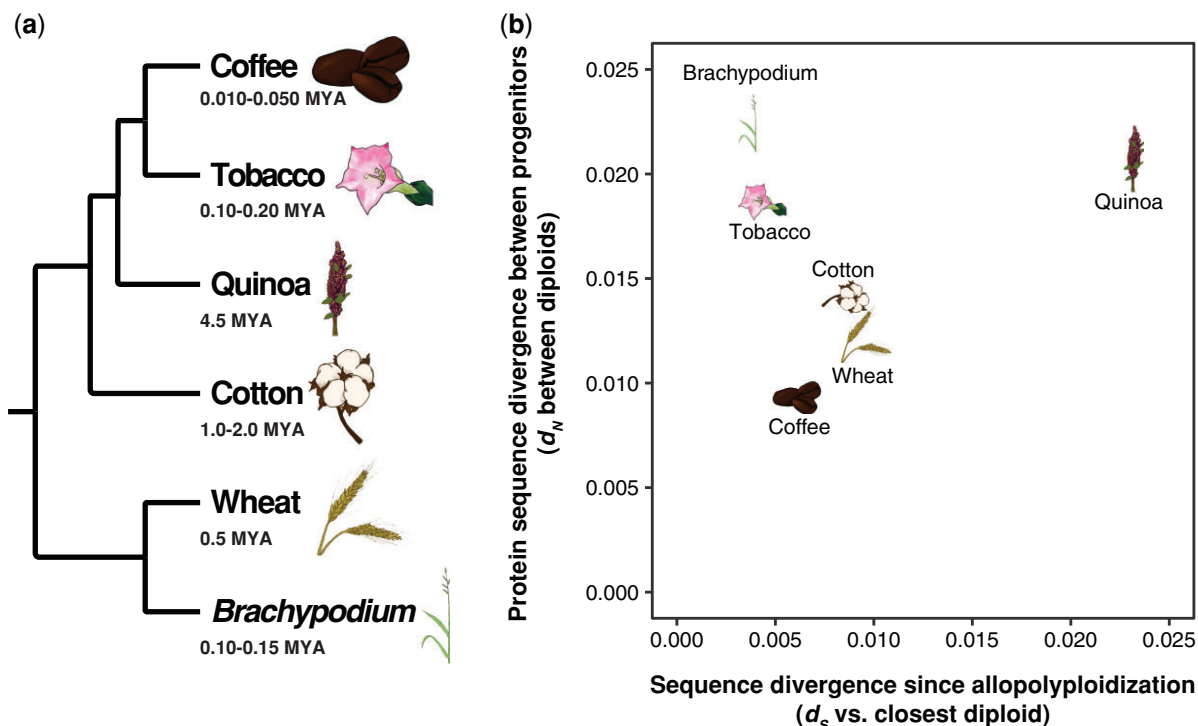 (a)
Coffee
0.010-0.050 MYA
Tobacco
0.10-0.20 MYA
Quinoa
4.5 MYA
Cotton
1.0-2.0 MYA
Wheat
0.5 MYA
Brachypodium
0.10-0.15 MYA
(b)
Protein sequence divergence between progenitors
(dN between diploids)
0.025
0.020
0.015
0.010
0.005
0.000
Brachypodium
Tobacco
Quinoa
Cotton
Wheat
Coffee
0.000 0.005 0.010 0.015 0.020 0.025
Sequence divergence since allopolyploidization
(dS vs. closest diploid)